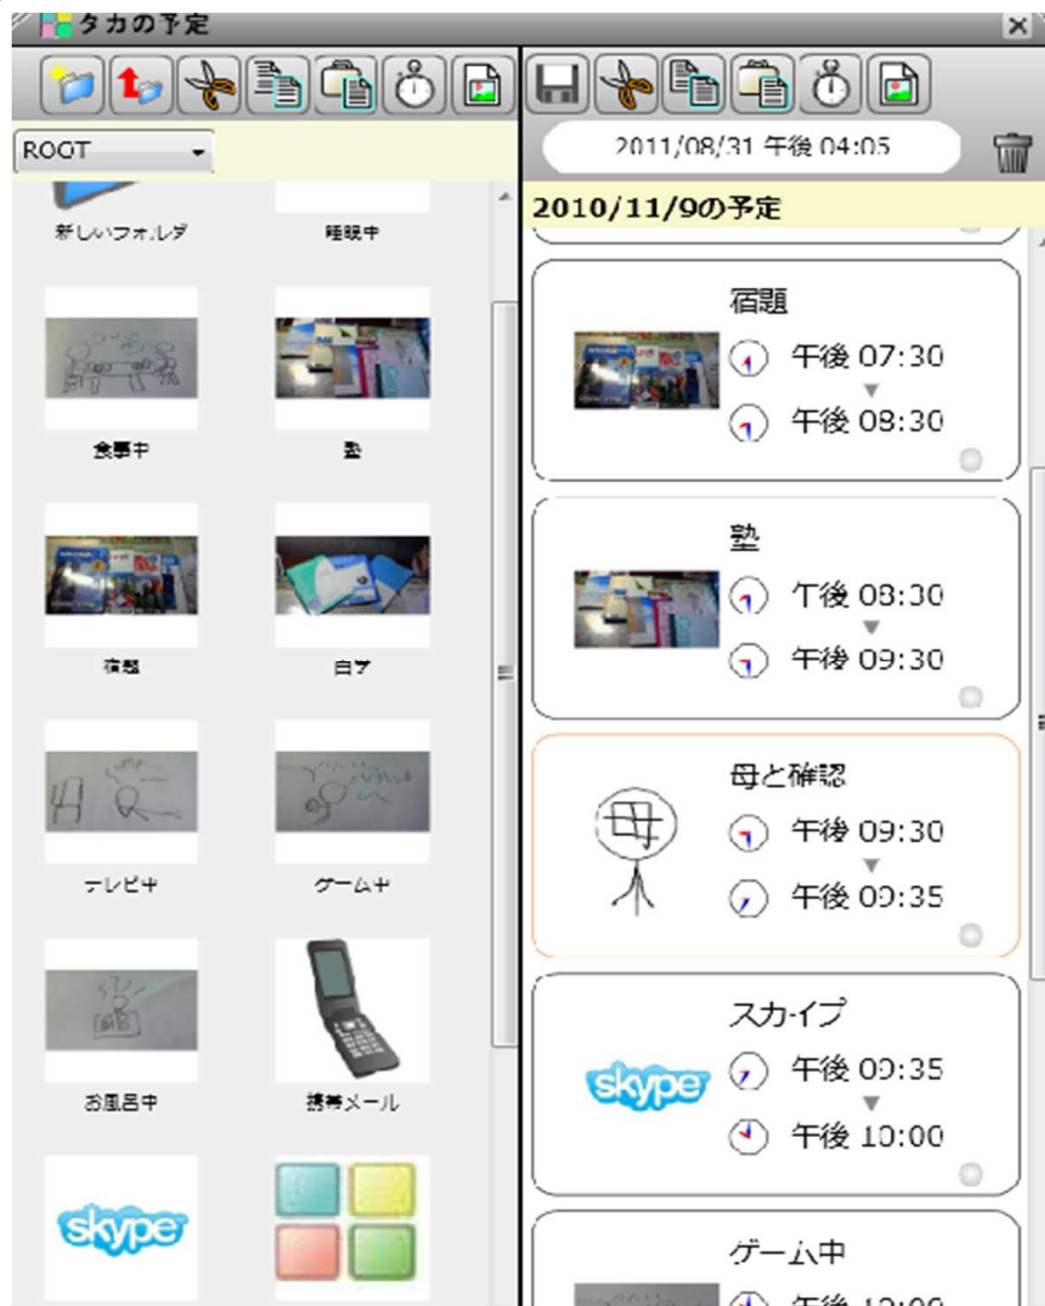 タカの予定
ROOT
新しいフォルダ
睡眠中
食事中
塾
宿題
自学
テレビ中
ゲーム中
お風呂中
携帯メール
skype
2011/08/31 午後 04:05
2010/11/9の予定
宿題
午後 07:30
午後 08:30
塾
午後 08:30
午後 09:30
母と確認
母
午後 09:30
午後 09:35
スカイプ
skype
午後 09:35
午後 10:00
ゲーム中